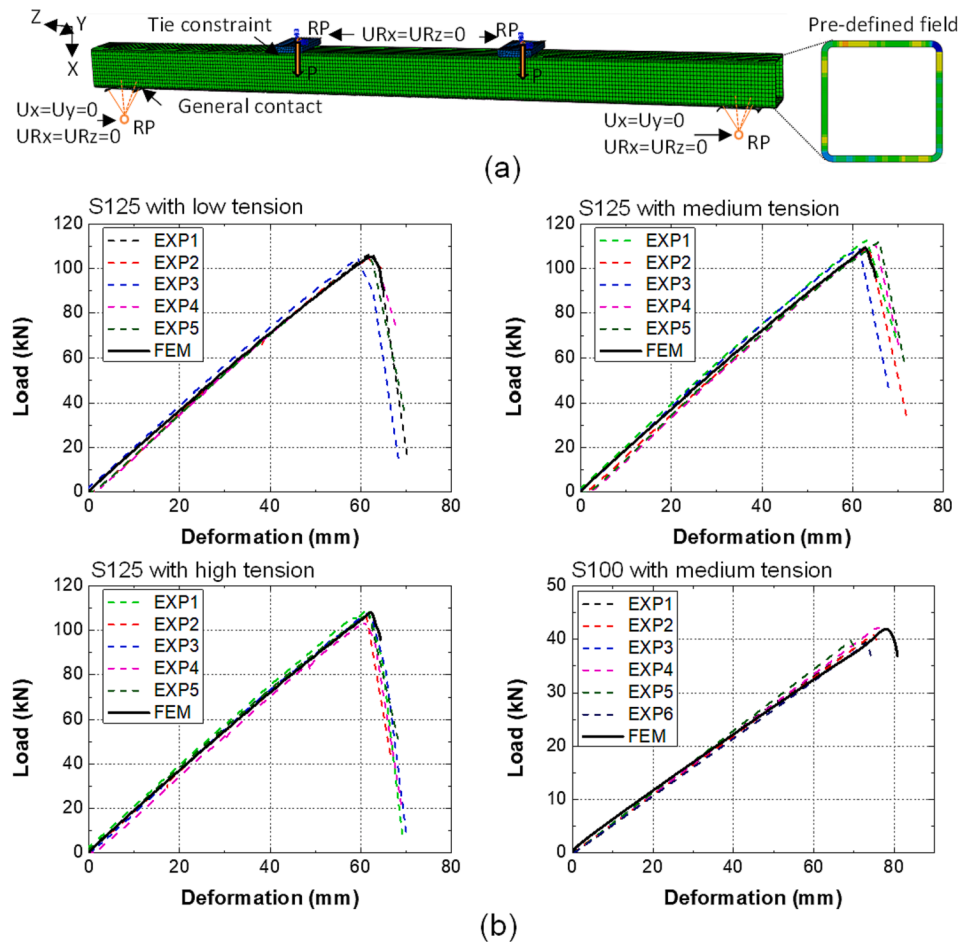 Z Y X
Tie constraint
RP
URx=URz=0
RP
Pre-defined field
P
P
General contact
Ux=Uy=0
URx=URz=0
RP
Ux=Uy=0
URx=URz=0
RP
(a)
S125 with low tension
120
100
80
60
40
20
0
0 20 40 60 80
Load (kN)
Deformation (mm)
EXP1
EXP2
EXP3
EXP4
EXP5
FEM
S125 with medium tension
120
100
80
60
40
20
0
0 20 40 60 80
Load (kN)
Deformation (mm)
EXP1
EXP2
EXP3
EXP4
EXP5
FEM
S125 with high tension
120
100
80
60
40
20
0
0 20 40 60 80
Load (kN)
Deformation (mm)
EXP1
EXP2
EXP3
EXP4
EXP5
FEM
S100 with medium tension
50
40
30
20
10
0
0 20 40 60 80
Load (kN)
Deformation (mm)
EXP1
EXP2
EXP3
EXP4
EXP5
EXP6
FEM
(b)